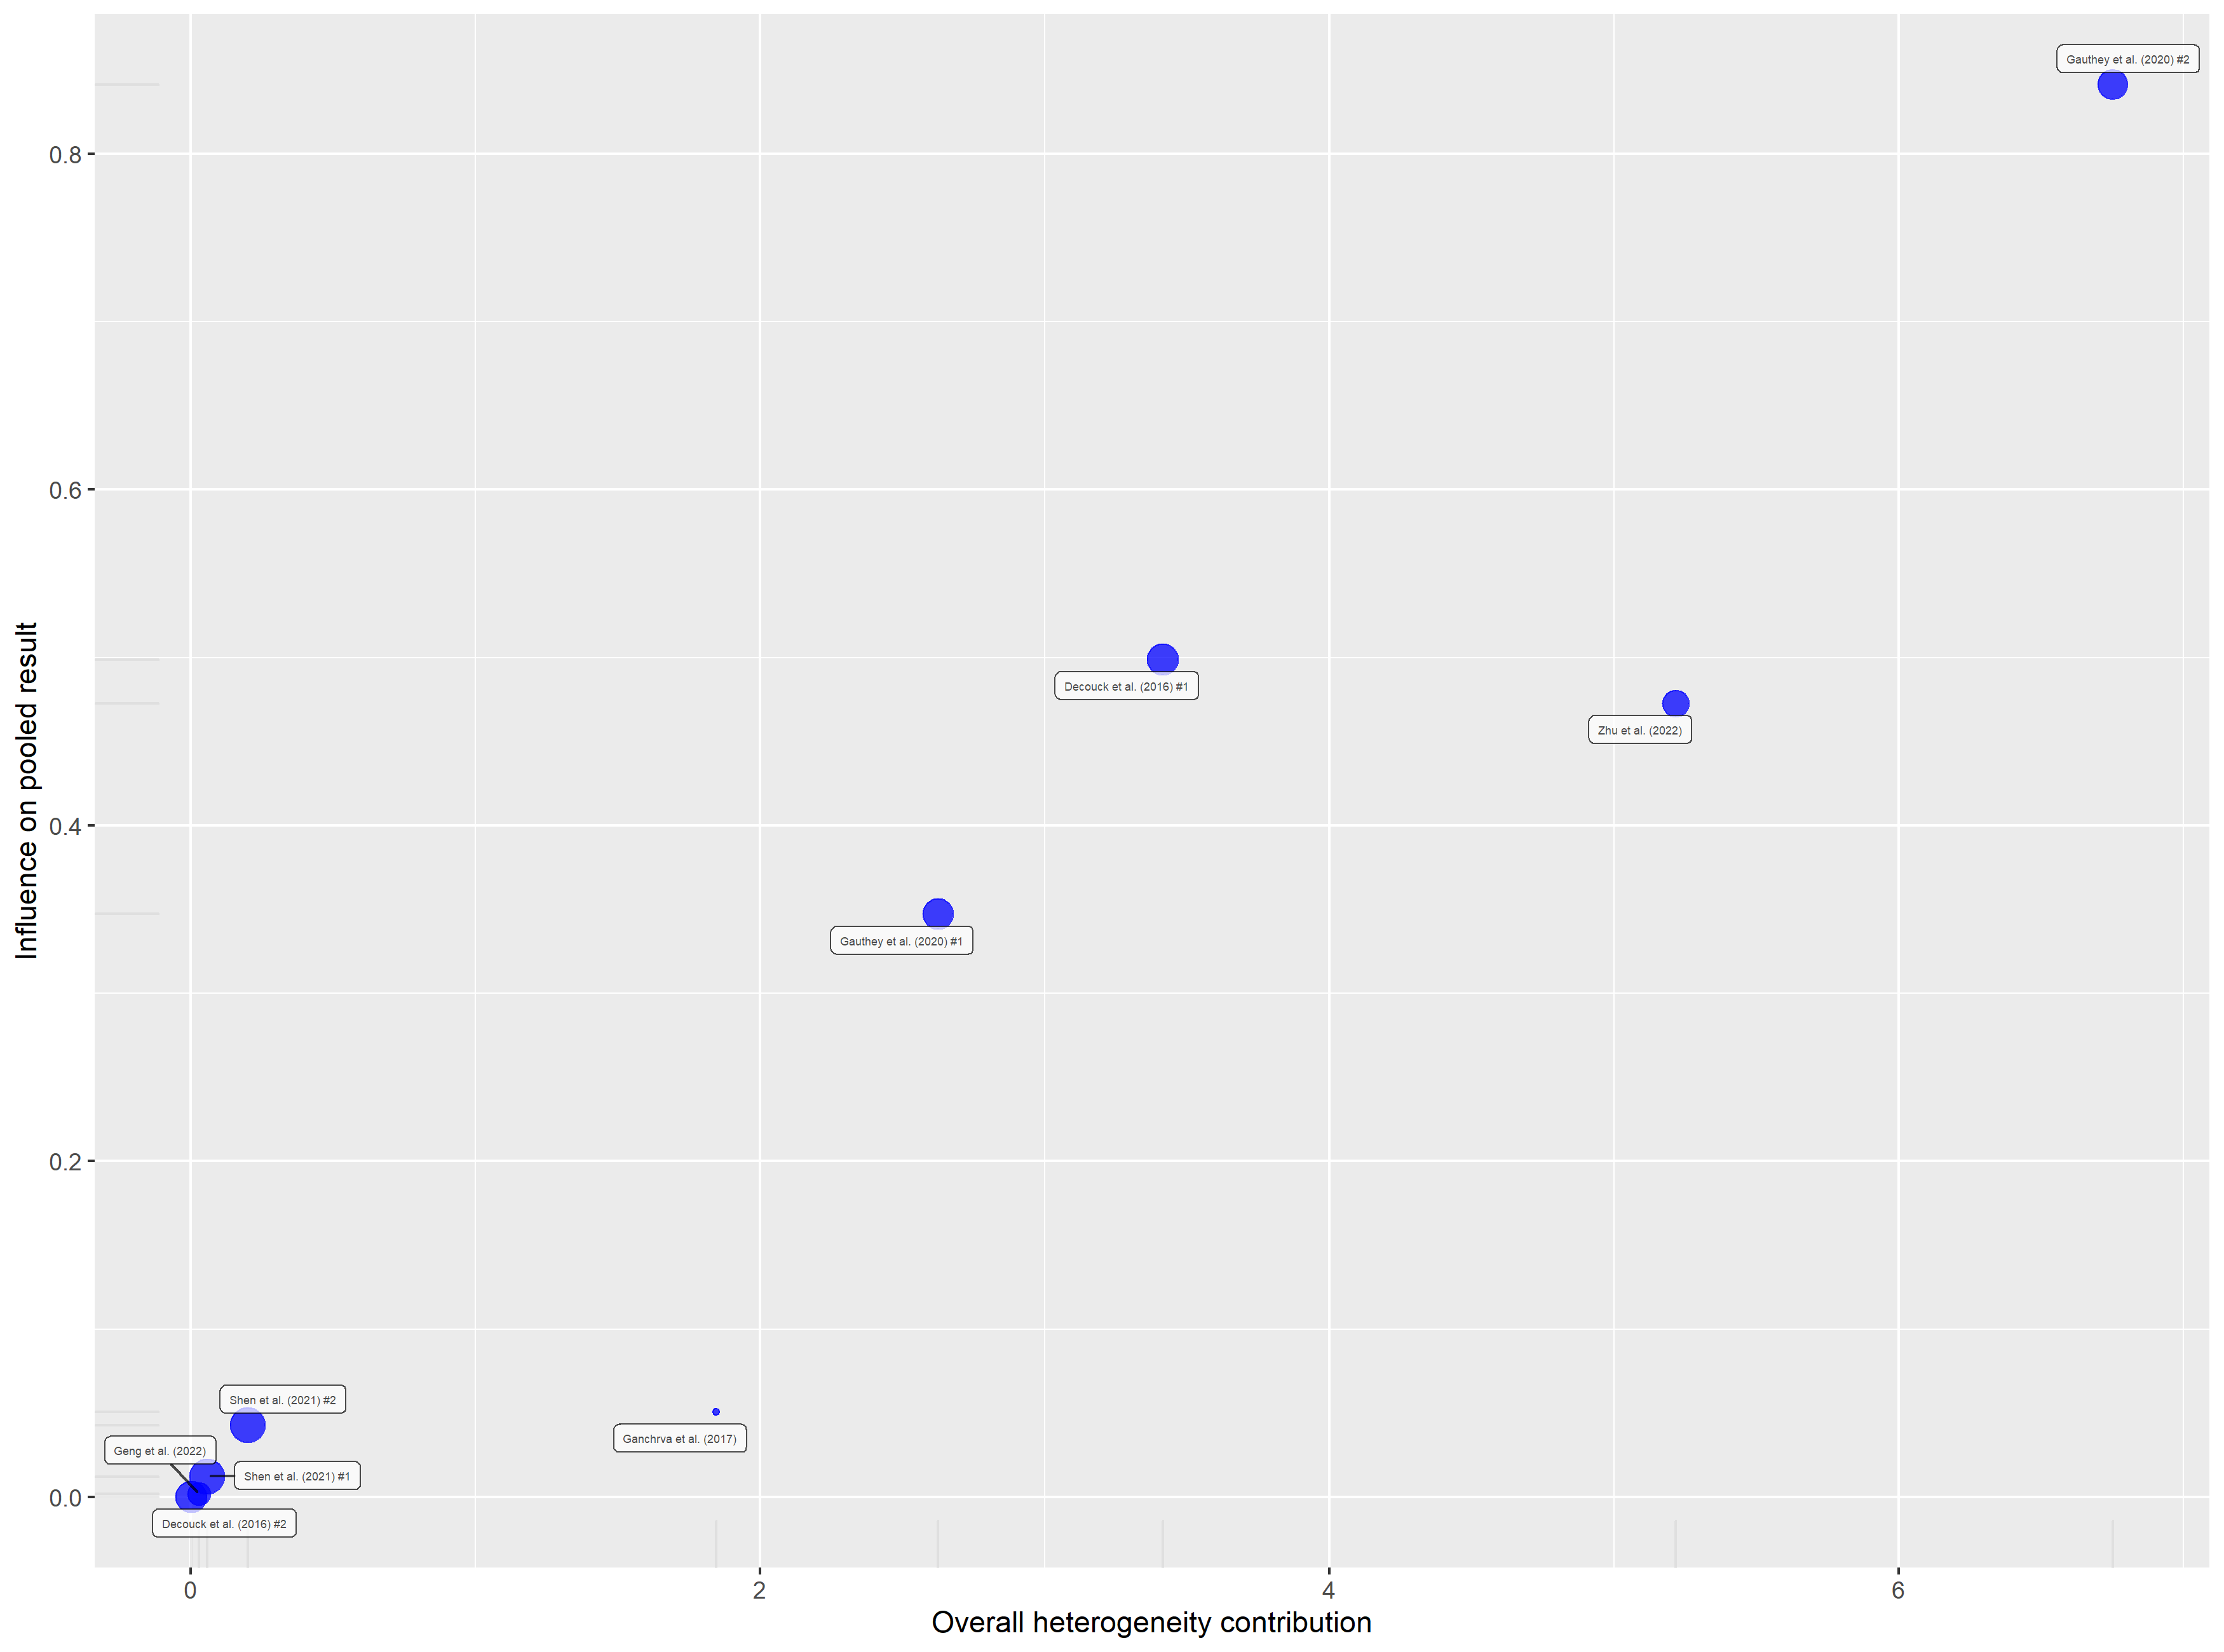 Gauthey et al. (2020) #2
0.8
0.6
Decouck et al. (2016) #1
Zhu et al. (2022)
Influence on pooled result
0.4
Gauthey et al. (2020) #1
0.2
Shen et al. (2021) #2
Ganchrva et al. (2017)
Geng et al. (2022)
Shen et al. (2021) #1
0.0
Decouck et al. (2016) #2
0 2 4 6
Overall heterogeneity contribution